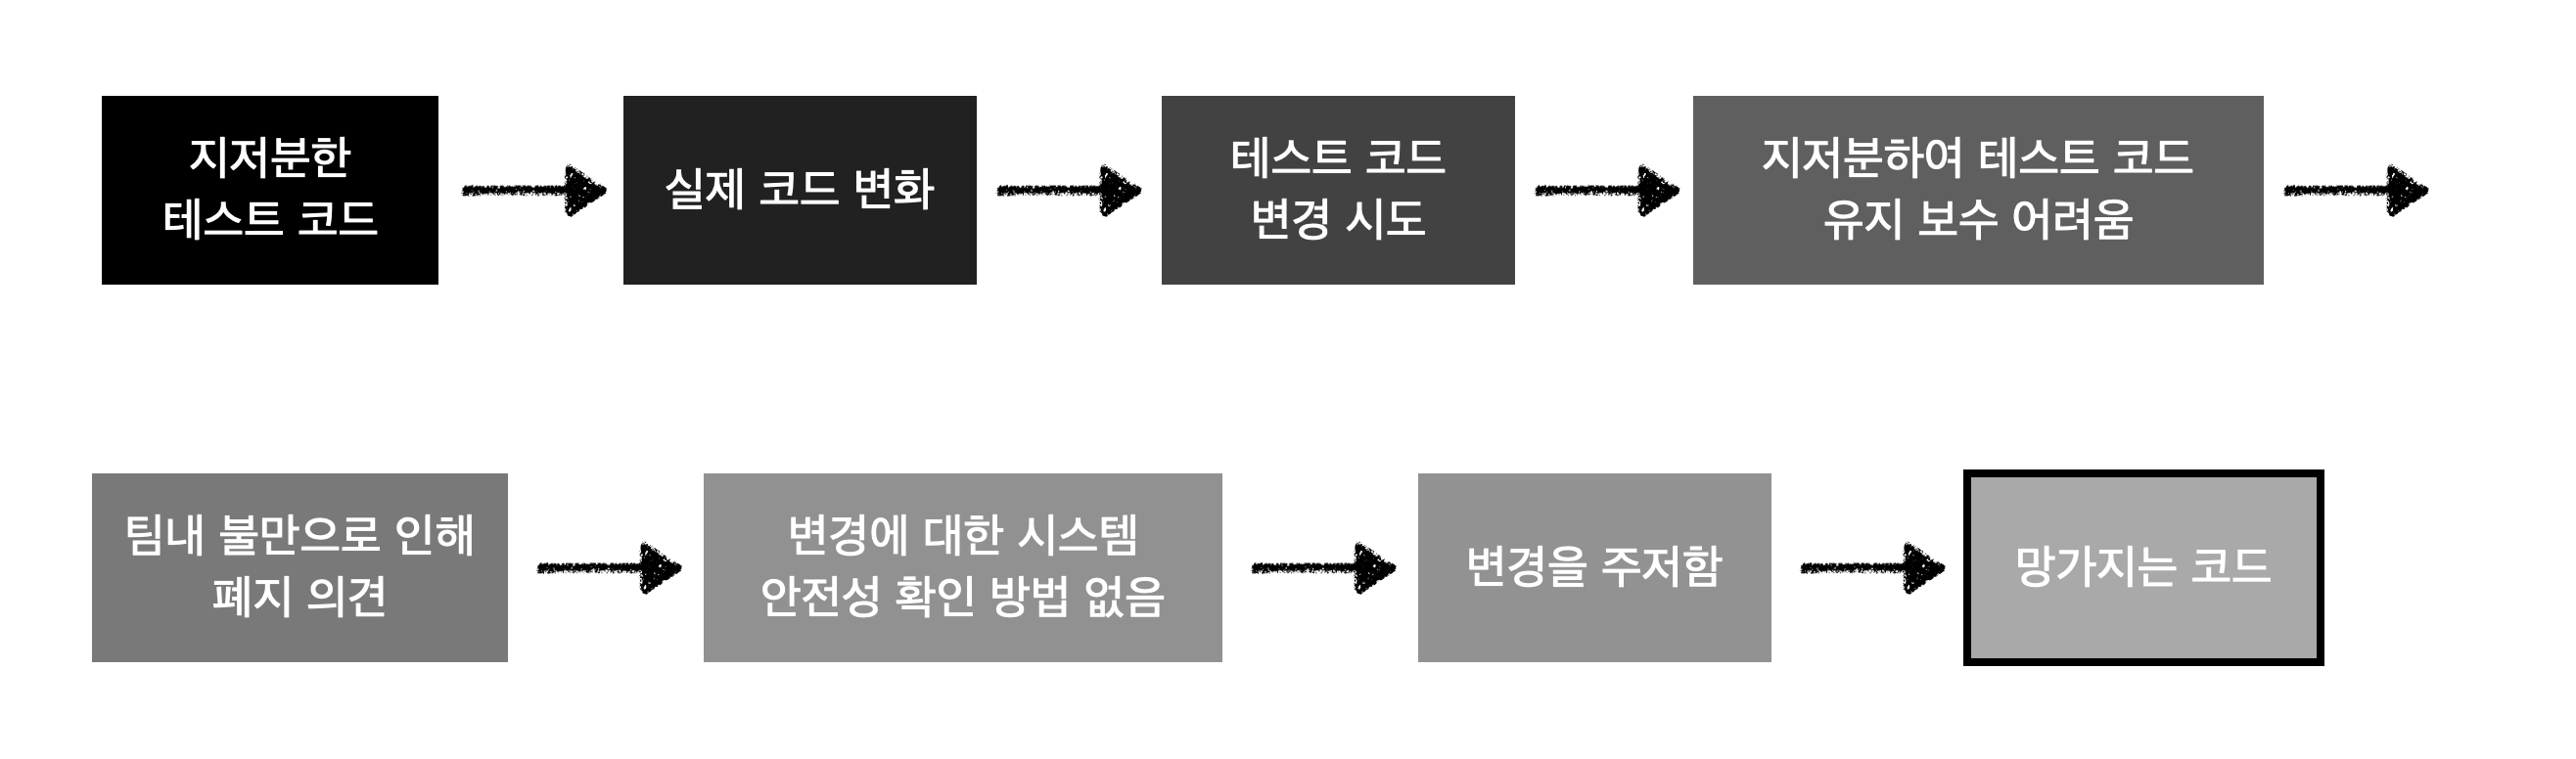 지저분한
테스트 코드
실제 코드 변화
테스트 코드
변경 시도
지저분하여 테스트 코드
유지 보수 어려움
팀내 불만으로 인해
폐지 의견
변경에 대한 시스템
안전성 확인 방법 없음
변경을 주저함
망가지는 코드